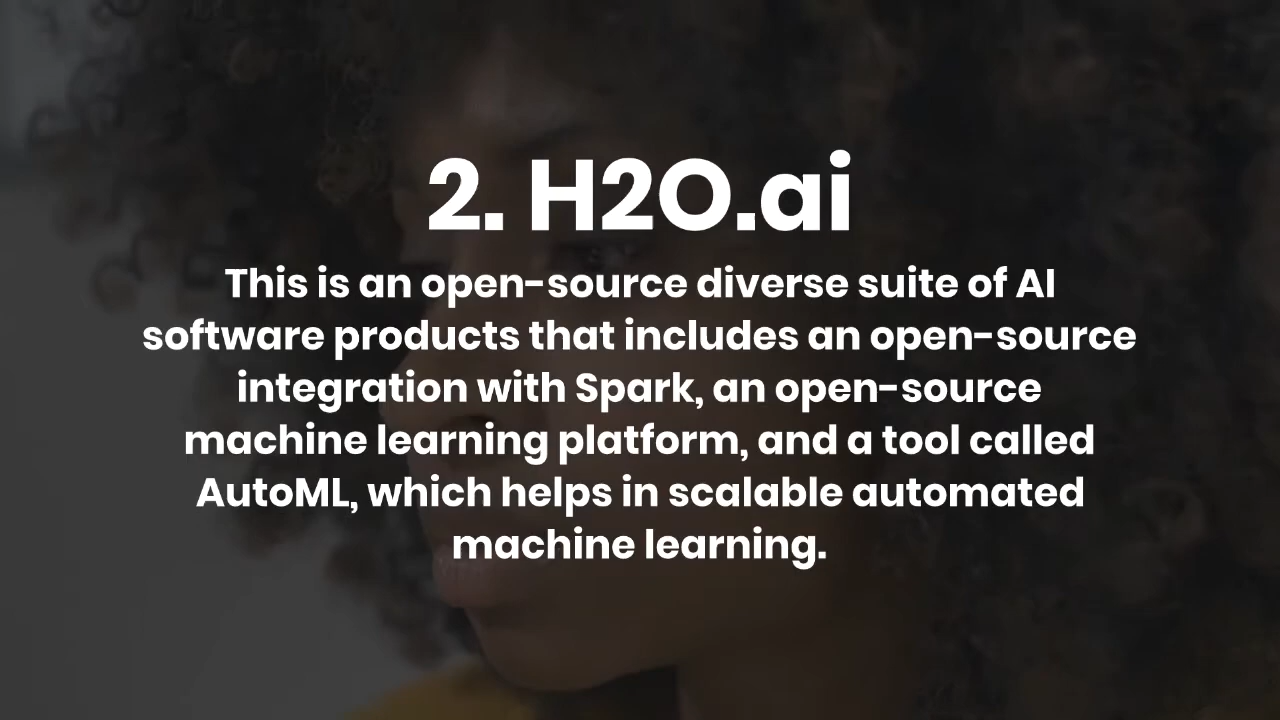 2. H2O.ai
This is an open-source diverse suite of AI
software products that includes an open-source
integration with Spark, an open-source
machine learning platform, and a tool called
AutoML, which helps in scalable automated
machine learning.